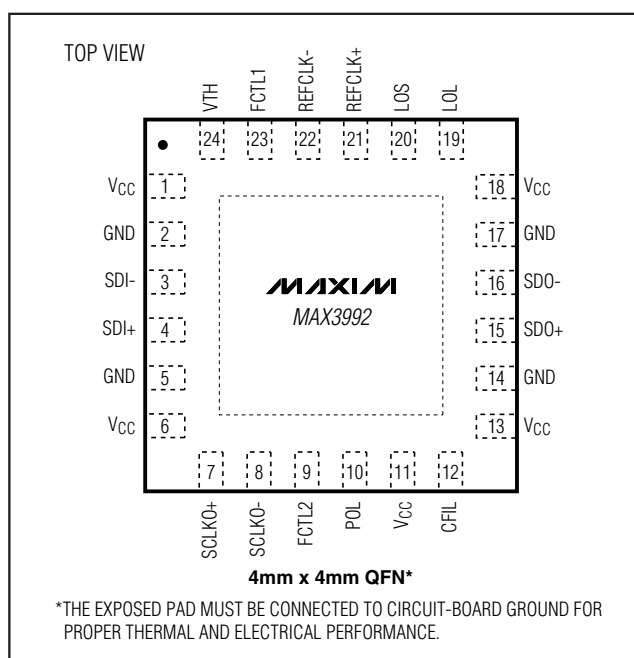 TOP VIEW
VTH
FCTL1
REFCLK-
REFCLK+
LOS
LOL
24 23 22 21 20 19
VCC 1 18 VCC
GND 2 17 GND
SDI- 3 16 SDO-
MAXIM
MAX3992
SDI+ 4 15 SDO+
GND 5 14 GND
VCC 6 13 VCC
7 8 9 10 11 12
SCLKO+
SCLKO-
FCTL2
POL
VCC
CFIL
4mm x 4mm QFN*
*THE EXPOSED PAD MUST BE CONNECTED TO CIRCUIT-BOARD GROUND FOR
PROPER THERMAL AND ELECTRICAL PERFORMANCE.